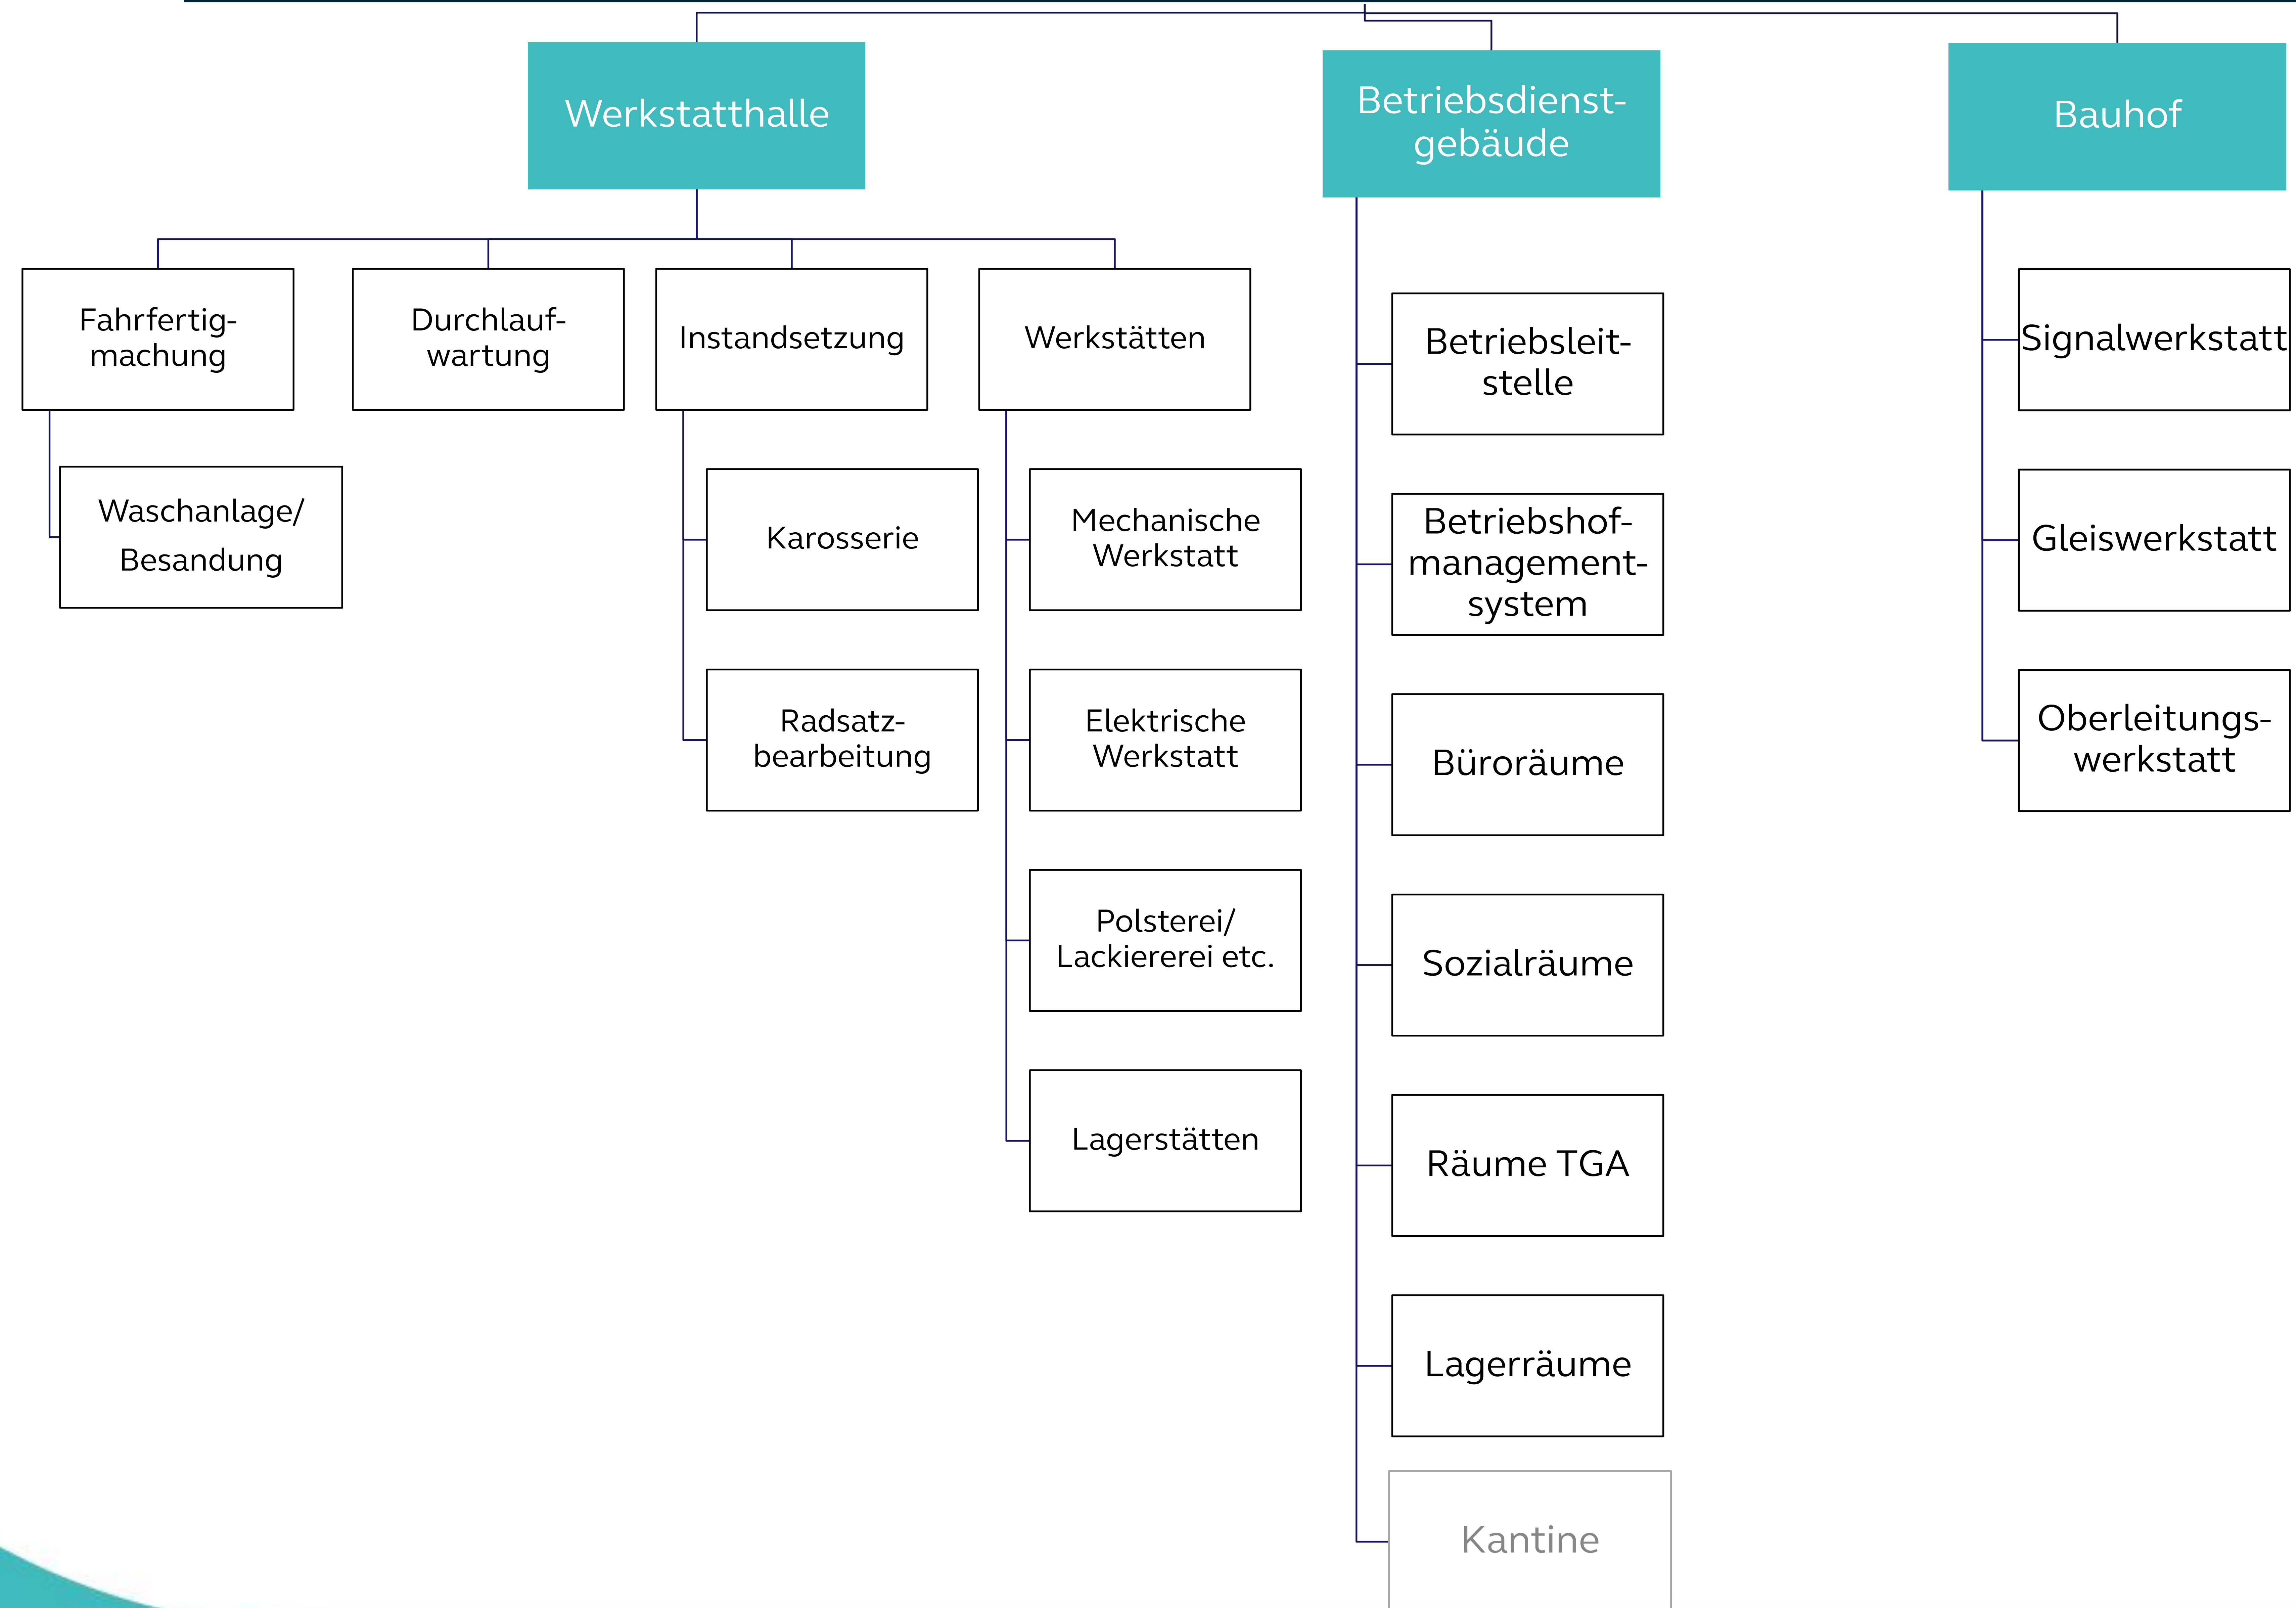 Werkstatthalle
Betriebsdienst-
gebäude
Bauhof
Fahrfertig-
machung
Durchlauf-
wartung
Instandsetzung
Werkstätten
Waschanlage/
Besandung
Karosserie
Radsatz-
bearbeitung
Mechanische
Werkstatt
Elektrische
Werkstatt
Polsterei/
Lackiererei etc.
Lagerstätten
Betriebsleit-
stelle
Betriebshof-
management-
system
Büroräume
Sozialräume
Räume TGA
Lagerräume
Kantine
Signalwerkstatt
Gleiswerkstatt
Oberleitungs-
werkstatt